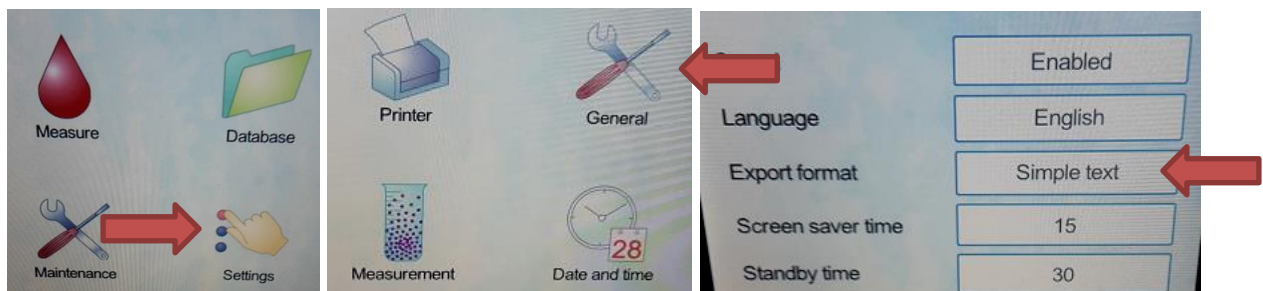 Measure
Database
Maintenance
Settings
Printer
General
Measurement
28
Date and time
Enabled
Language English
Export format Simple text
Screen saver time 15
Standby time 30